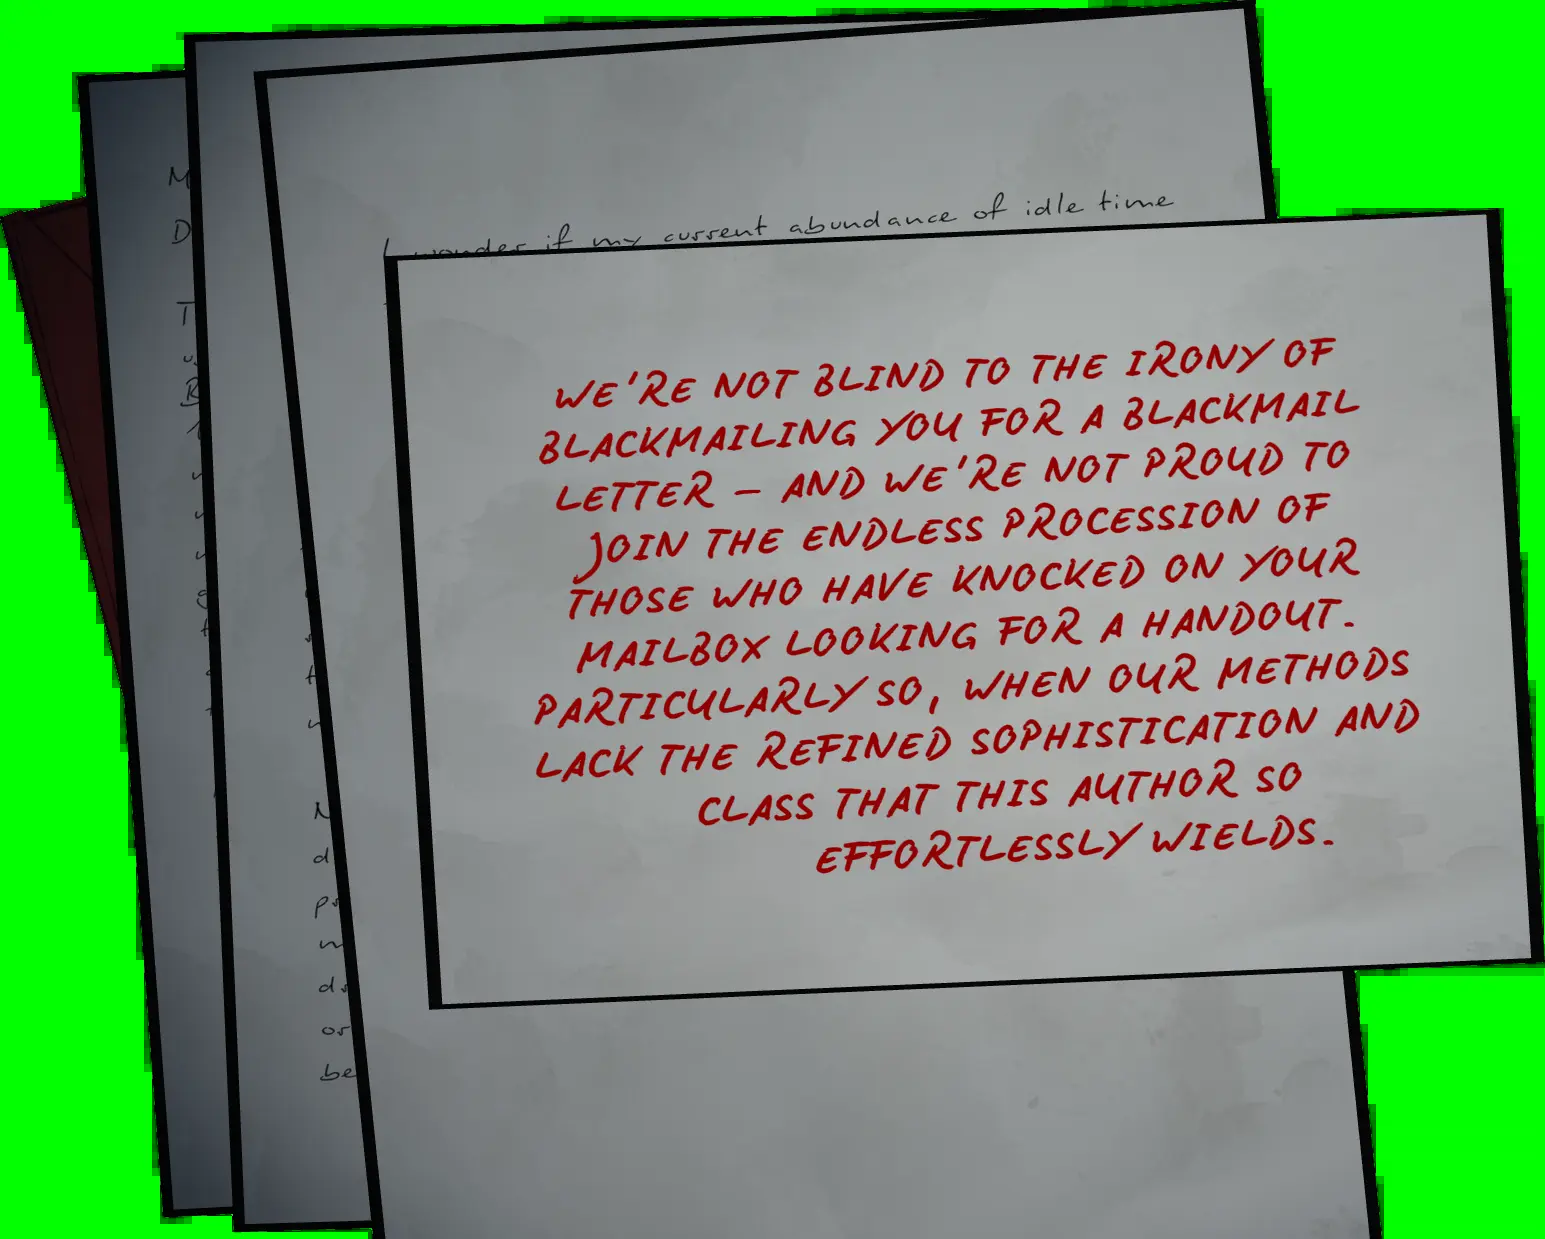 I wonder if my current abundance of idle time
WE'RE NOT BLIND TO THE IRONY OF
BLACKMAILING YOU FOR A BLACKMAIL
LETTER – AND WE'RE NOT PROUD TO
JOIN THE ENDLESS PROCESSION OF
THOSE WHO HAVE KNOCKED ON YOUR
MAILBOX LOOKING FOR A HANDOUT.
PARTICULARLY SO, WHEN OUR METHODS
LACK THE REFINED SOPHISTICATION AND
CLASS THAT THIS AUTHOR SO
EFFORTLESSLY WIELDS.